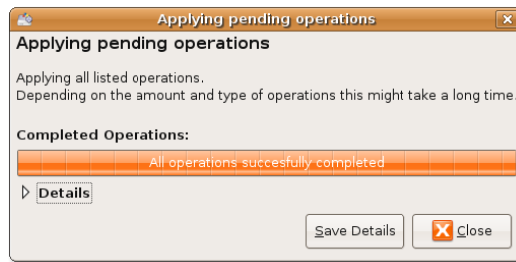 Applying pending operations
Applying pending operations
Applying all listed operations.
Depending on the amount and type of operations this might take a long time.
Completed Operations:
All operations succesfully completed
Details
Save Details
Close